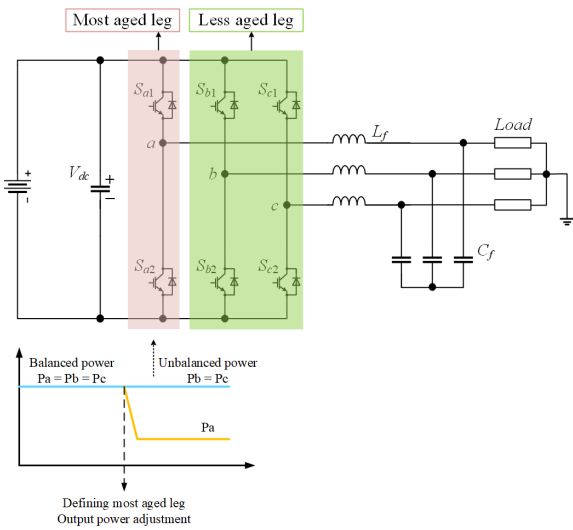 Most aged leg
Less aged leg
Sa1
Sb1
Sc1
Lf
Load
a
+
Vdc
+
b
-
c
Sa2
Sb2
Sc2
Cf
Balanced power
Pa = Pb = Pc
Unbalanced power
Pb = Pc
Pa
Defining most aged leg
Output power adjustment